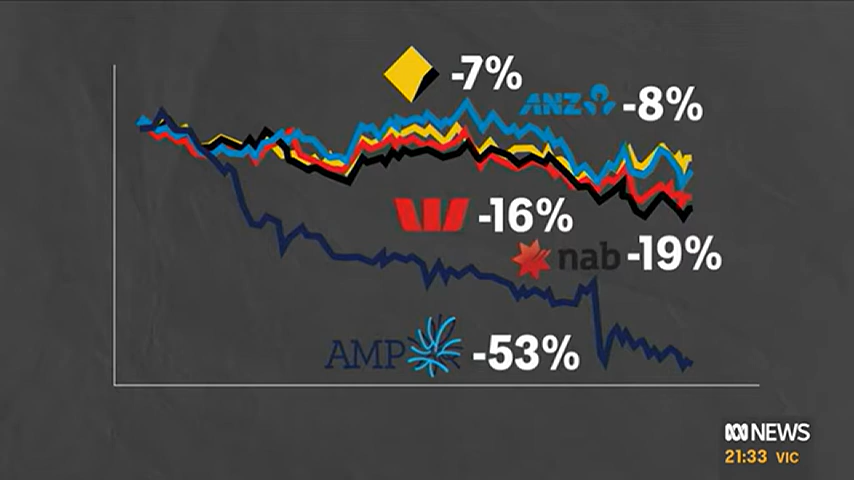 -7%
ANZ -8%
-16%
nab -19%
AMP -53%
NEWS
21:33 VIC